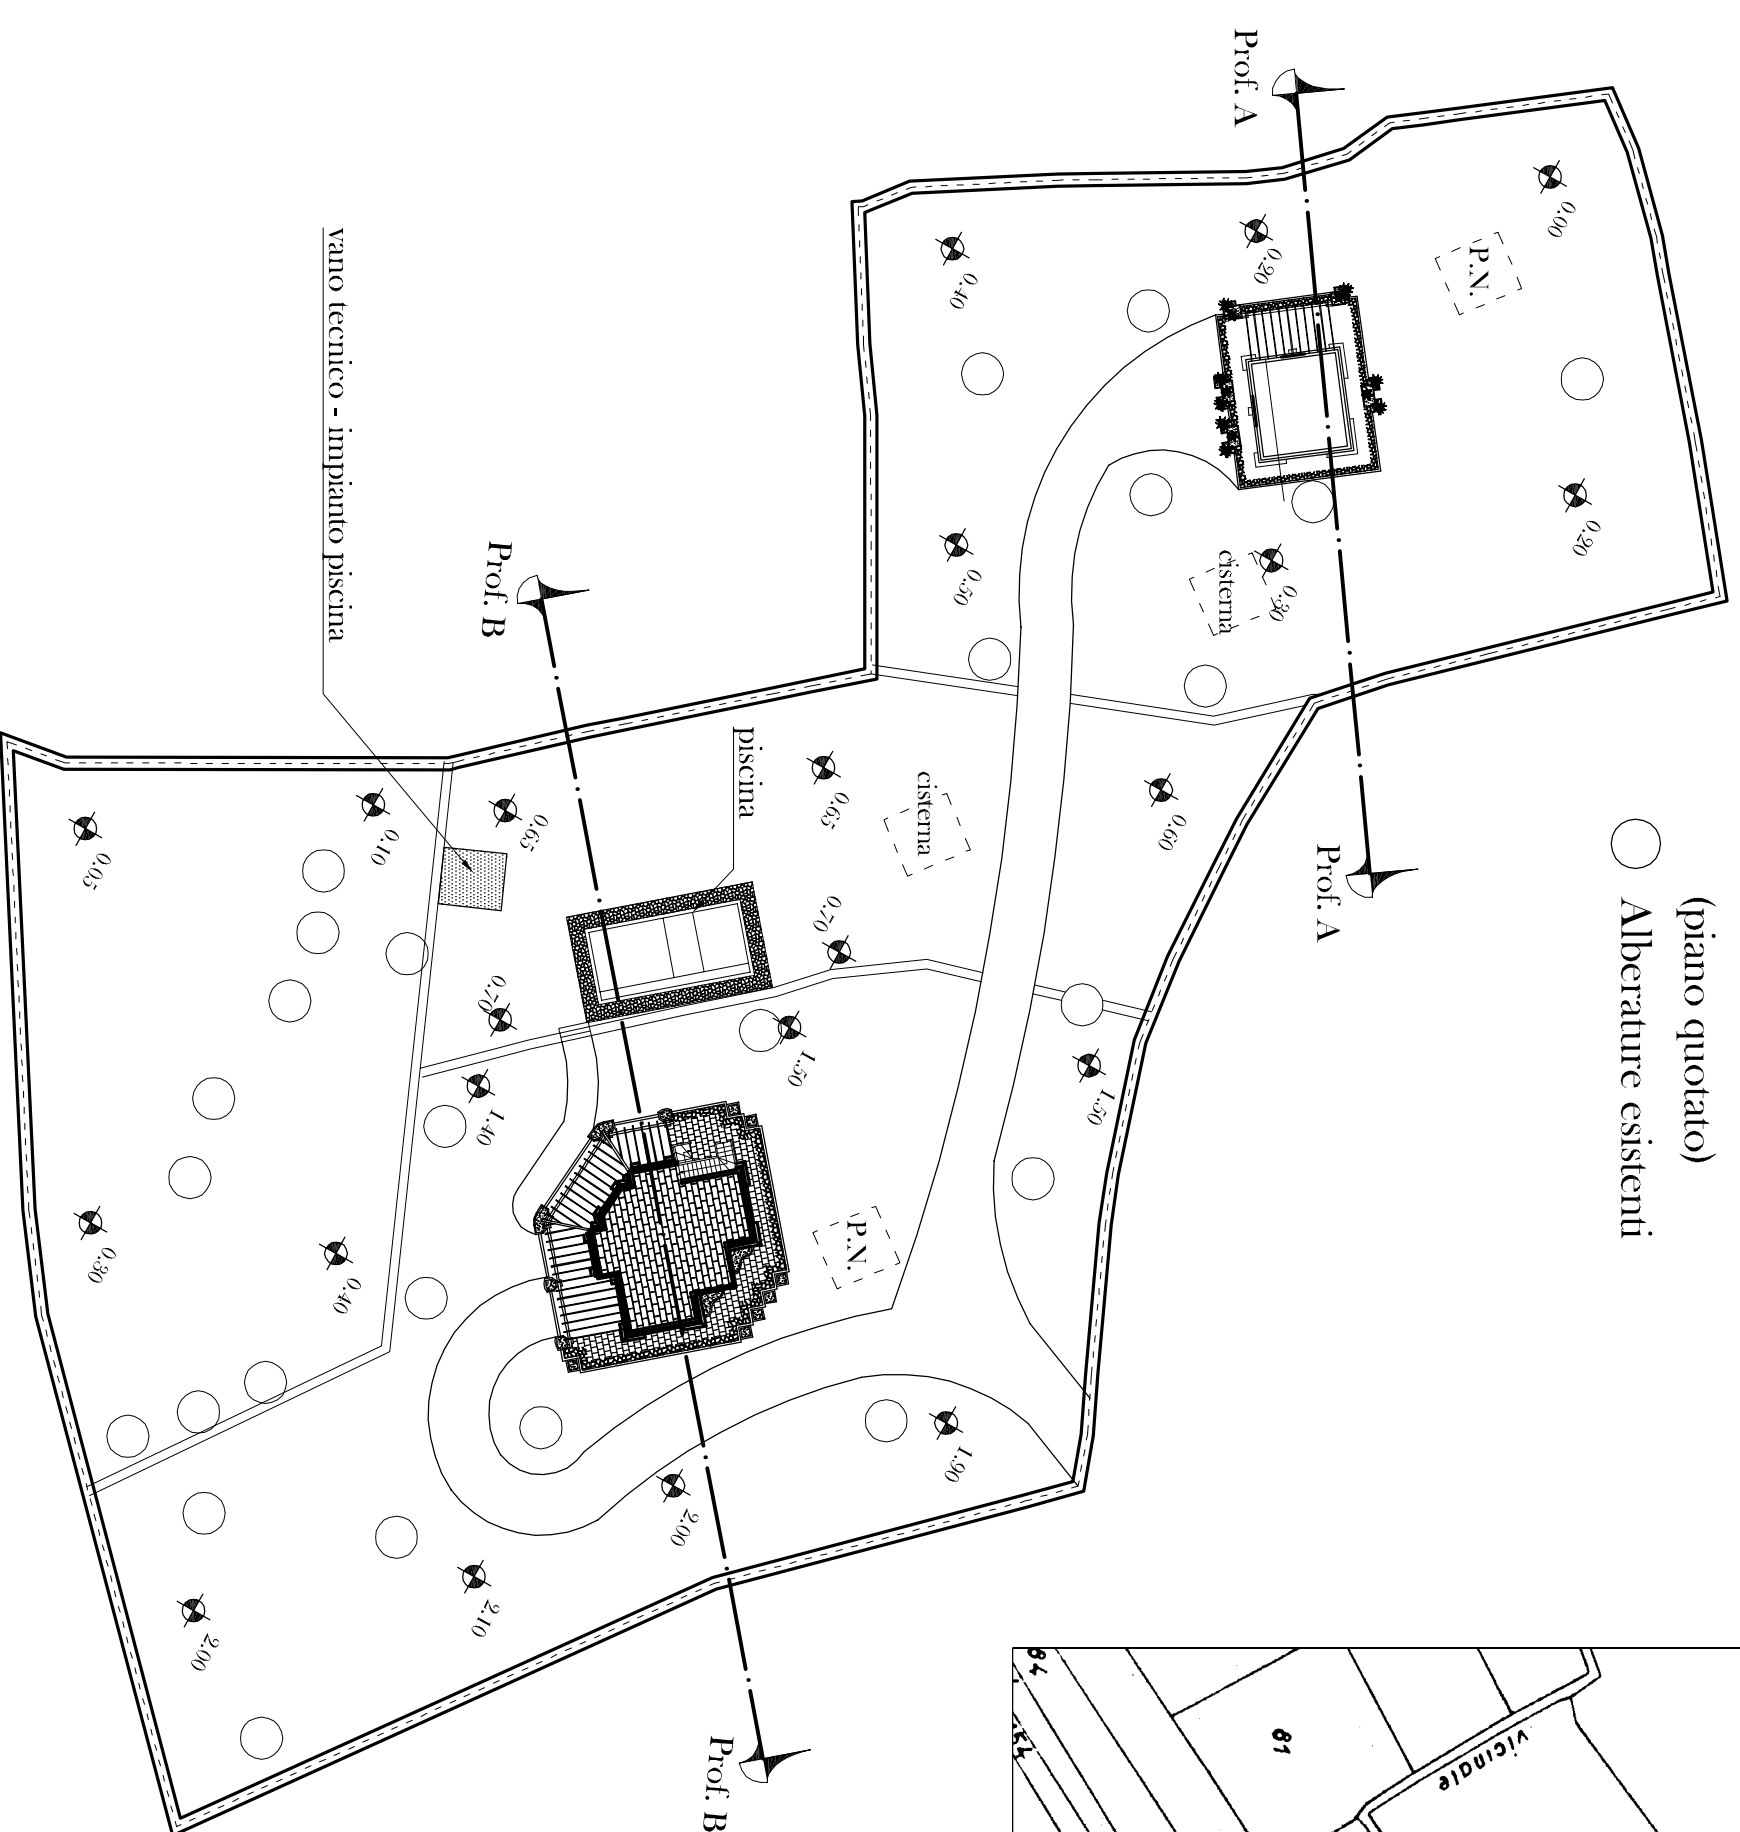 (piano quotato)
Alberature esistenti
Prof. A
Prof. A
0.00
P.N.
0.20
0.40
0.20
cisterna
0.30
0.50
vano tecnico - impianto piscina
Prof. B
piscina
0.65
cisterna
0.60
0.65
0.10
0.05
0.70
0.70
1.50
1.50
1.40
P.N.
0.30
0.40
1.90
2.00
2.10
2.00
Prof. B
84
81
vicinale